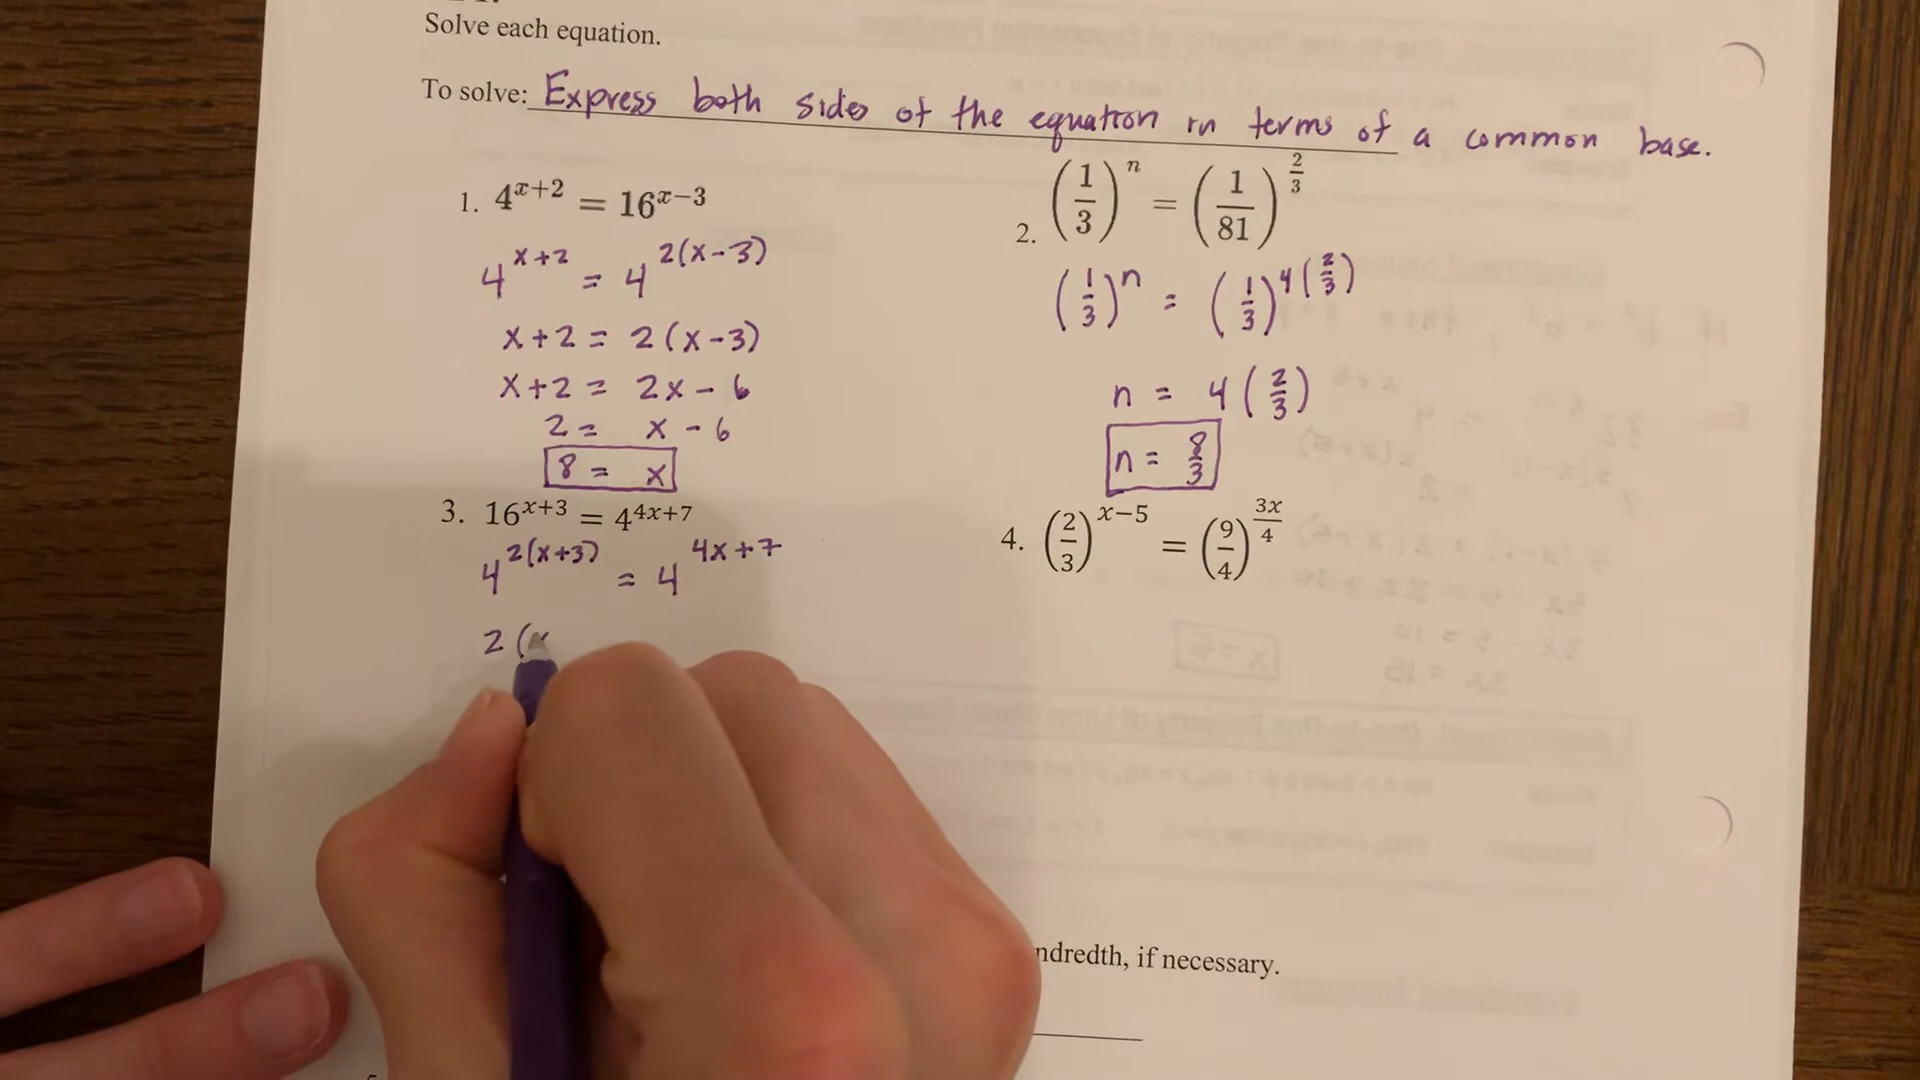 Solve each equation.
To solve: Express both sides of the equation in terms of a common base.
1. 4^{x+2} = 16^{x-3}
4^{x+2} = 4^{2(x-3)}
x+2 = 2(x-3)
x+2 = 2x - 6
2 = x - 6
8 = x
2. (1/3)^n = (1/81)^{2/3}
(1/3)^n = (1/3)^{4(2/3)}
n = 4(2/3)
n = 8/3
3. 16^{x+3} = 4^{4x+7}
4^{2(x+3)} = 4^{4x+7}
2(x
4. (2/3)^{x-5} = (9/4)^{3x/4}
if necessary.